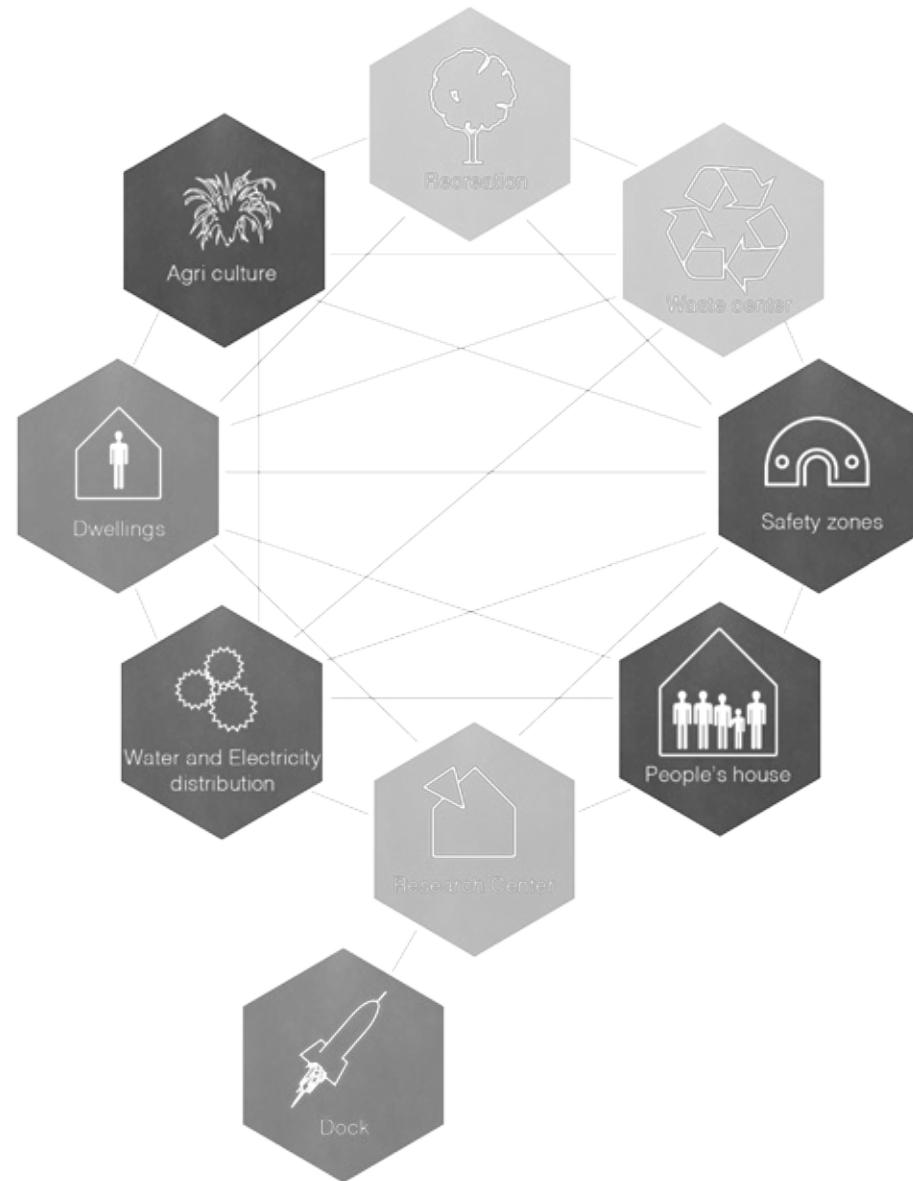 Recreation
Agri culture
Waste center
Dwellings
Safety zones
Water and Electricity
distribution
People's house
Research Center
Dock